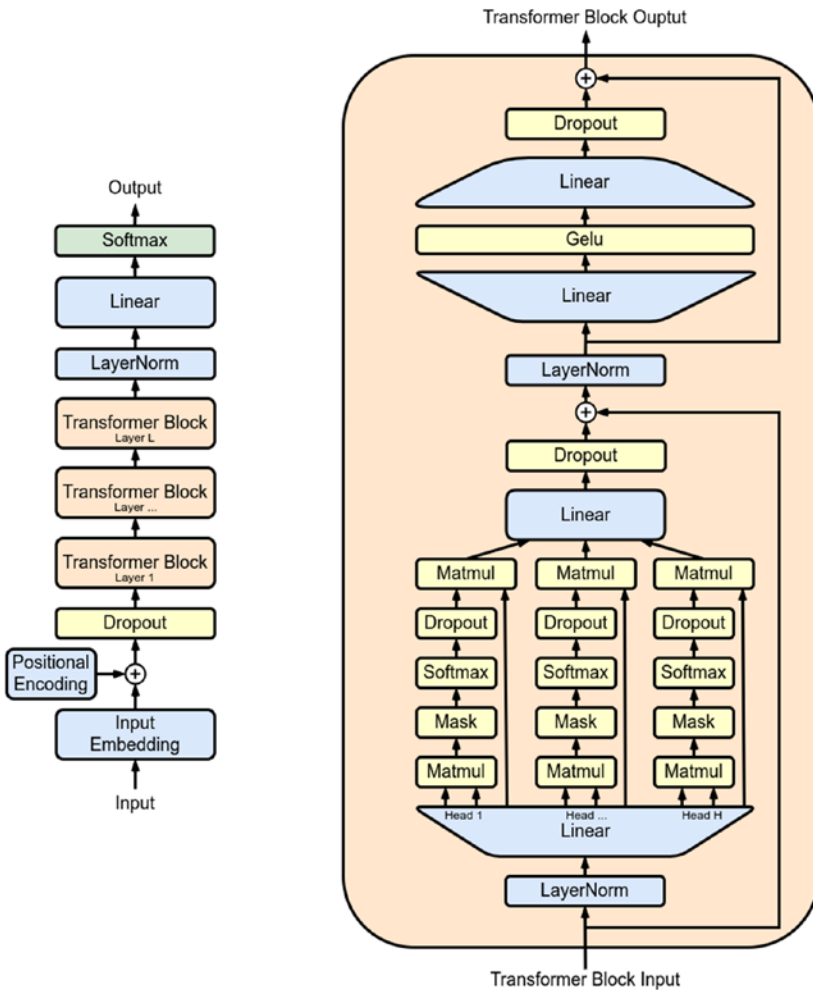 Output
Softmax
Linear
LayerNorm
Transformer Block
Layer L
Transformer Block
Layer ...
Transformer Block
Layer 1
Dropout
Positional
Encoding
Input
Embedding
Input
Transformer Block Ouptut
Dropout
Linear
Gelu
Linear
LayerNorm
Dropout
Linear
Matmul Matmul Matmul
Dropout Dropout Dropout
Softmax Softmax Softmax
Mask Mask Mask
Matmul Matmul Matmul
Head 1 Head ... Head H
Linear
LayerNorm
Transformer Block Input